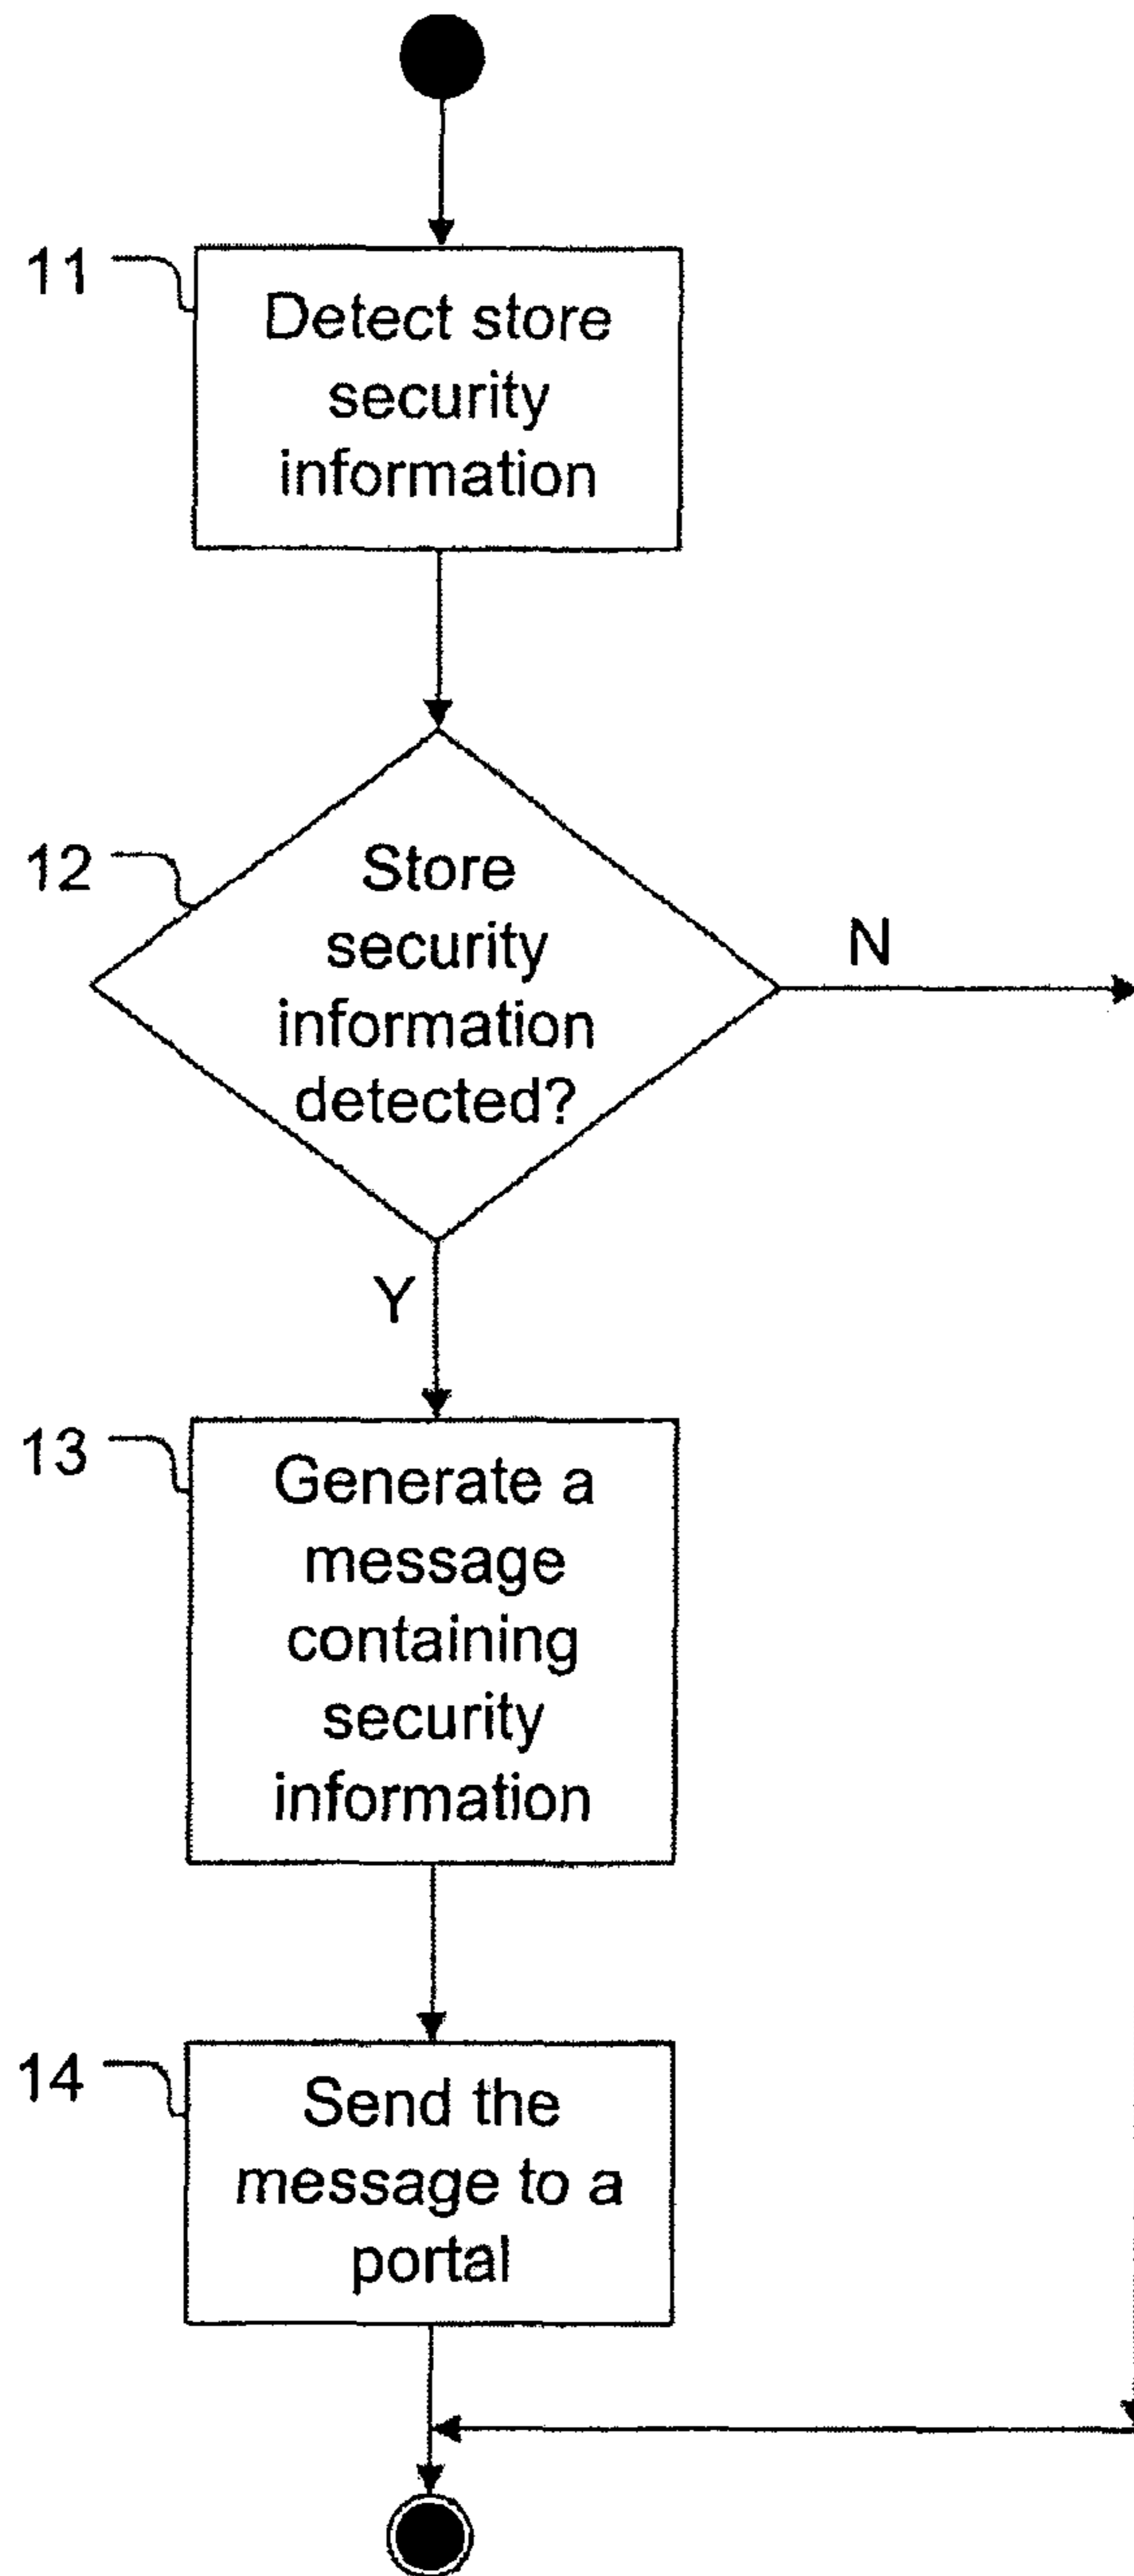 11
Detect store
security
information
12
Store
security
information
detected?
N
Y
13
Generate a
message
containing
security
information
14
Send the
message to a
portal